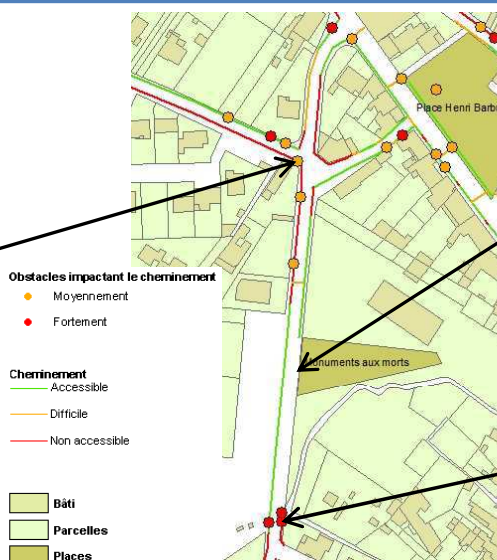 Place Henri Barbu
Obstacles impactant le cheminement
Moyennement
Fortement
Monuments aux morts
Cheminement
Accessible
Difficile
Non accessible
Bâti
Parcelles
Places